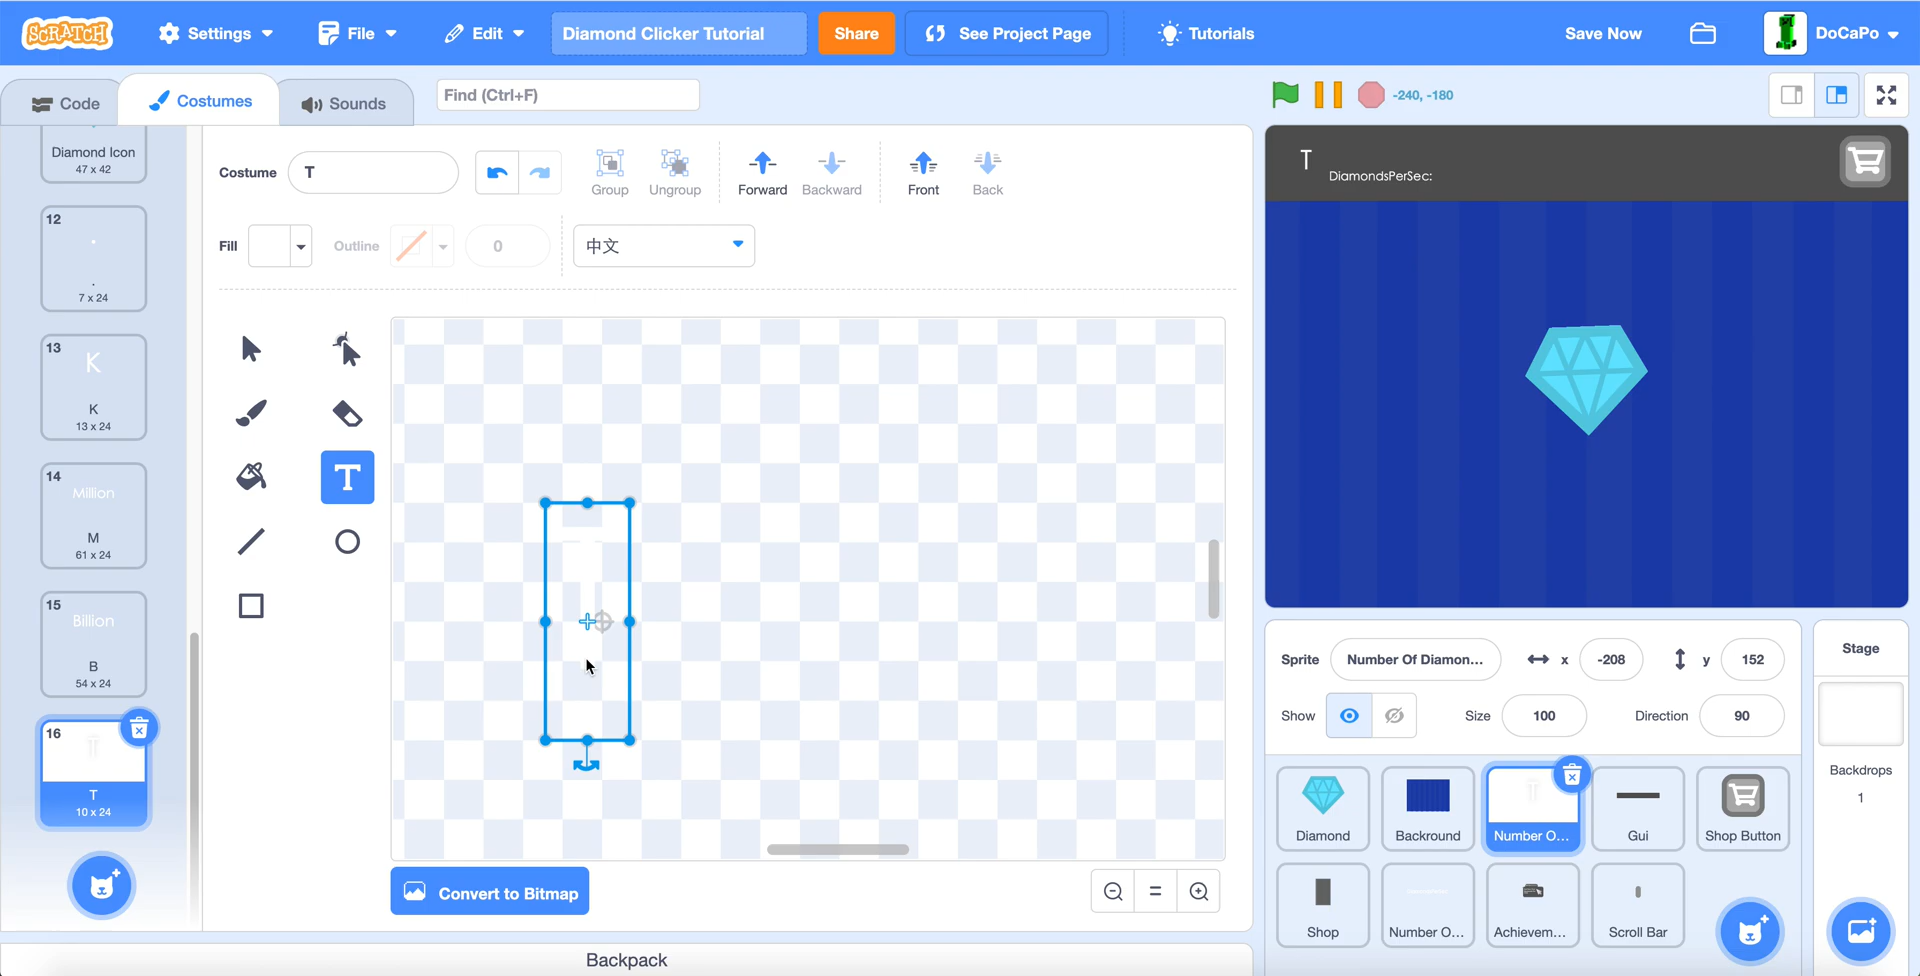 SCRATCH
Settings
File
Edit
Diamond Clicker Tutorial
Share
See Project Page
Tutorials
Save Now
DoCaPo
Code
Costumes
Sounds
Find (Ctrl+F)
-240, -180
Diamond Icon
47 x 42
12
.
7 x 24
13
K
K
13 x 24
14
Million
M
61 x 24
15
Billion
B
54 x 24
16
T
T
10 x 24
Costume
T
Group
Ungroup
Forward
Backward
Front
Back
Fill
Outline
0
中文
T
T
Convert to Bitmap
Backpack
T
DiamondsPerSec:
Sprite
Number Of Diamon...
x
-208
y
152
Show
Size
100
Direction
90
Diamond
Backround
T
Number O...
Gui
Shop Button
Shop
Number O...
Achievem...
Scroll Bar
Stage
Backdrops
1